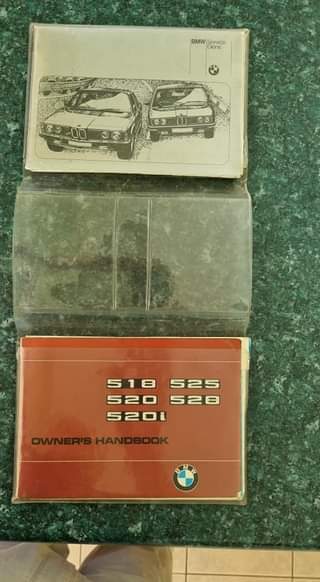 BMW Service
518 525
520 528
520i
OWNER'S HANDBOOK
BMW